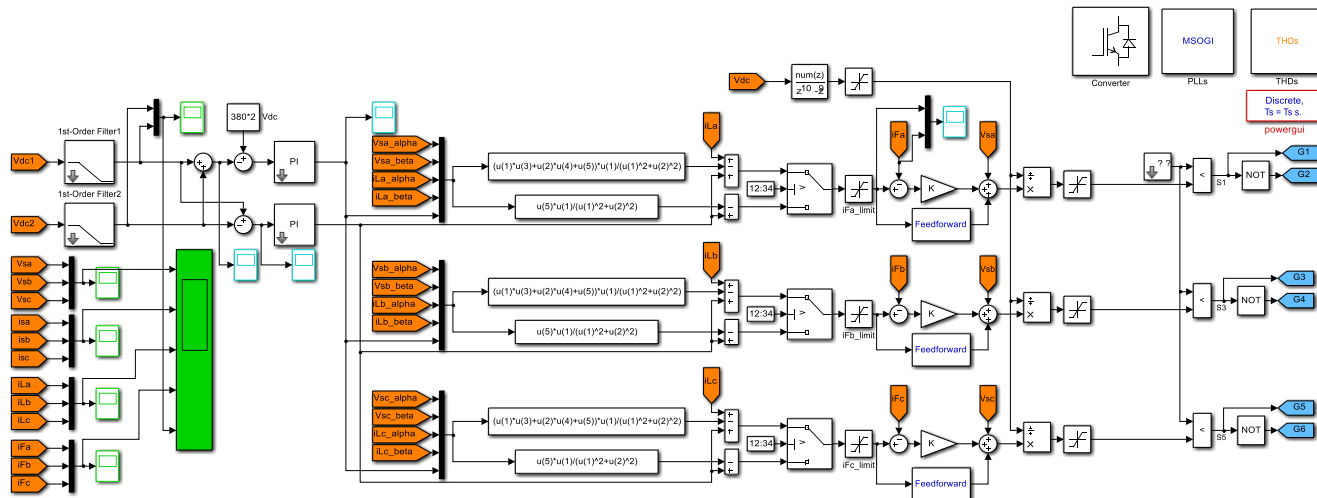 Converter
MSOGI
PLLs
THDs
THDs
Discrete,
Ts = Ts s.
powergui
Vdc
num(z)
380*2
Vdc
1st-Order Filter1
Vdc1
PI
1st-Order Filter2
Vdc2
PI
Vsa_alpha
Vsa_beta
iLa_beta
(u(1)*u(3)+u(2)*u(4)+u(5))*u(1)/(u(1)^2+u(2)^2)
u(5)*u(1)/(u(1)^2+u(2)^2)
iLa
12:34
>
iFa_limit
iFa
K
Feedforward
Vsa
? ?
<
S1
NOT
G1
G2
Vsa
Vsb
Vsc
isa
isb
isc
iLa
iLb
iLc
iFa
iFb
iFc
Vsb_alpha
Vsb_beta
iLb_alpha
iLb_beta
(u(1)*u(3)+u(2)*u(4)+u(5))*u(1)/(u(1)^2+u(2)^2)
u(5)*u(1)/(u(1)^2+u(2)^2)
iLb
12:34
>
iFb_limit
iFb
K
Feedforward
Vsb
<
S3
NOT
G3
G4
Vsc_alpha
Vsc_beta
iLc_alpha
iLc_beta
(u(1)*u(3)+u(2)*u(4)+u(5))*u(1)/(u(1)^2+u(2)^2)
u(5)*u(1)/(u(1)^2+u(2)^2)
iLc
12:34
>
iFc_limit
iFc
K
Feedforward
Vsc
<
S5
NOT
G5
G6